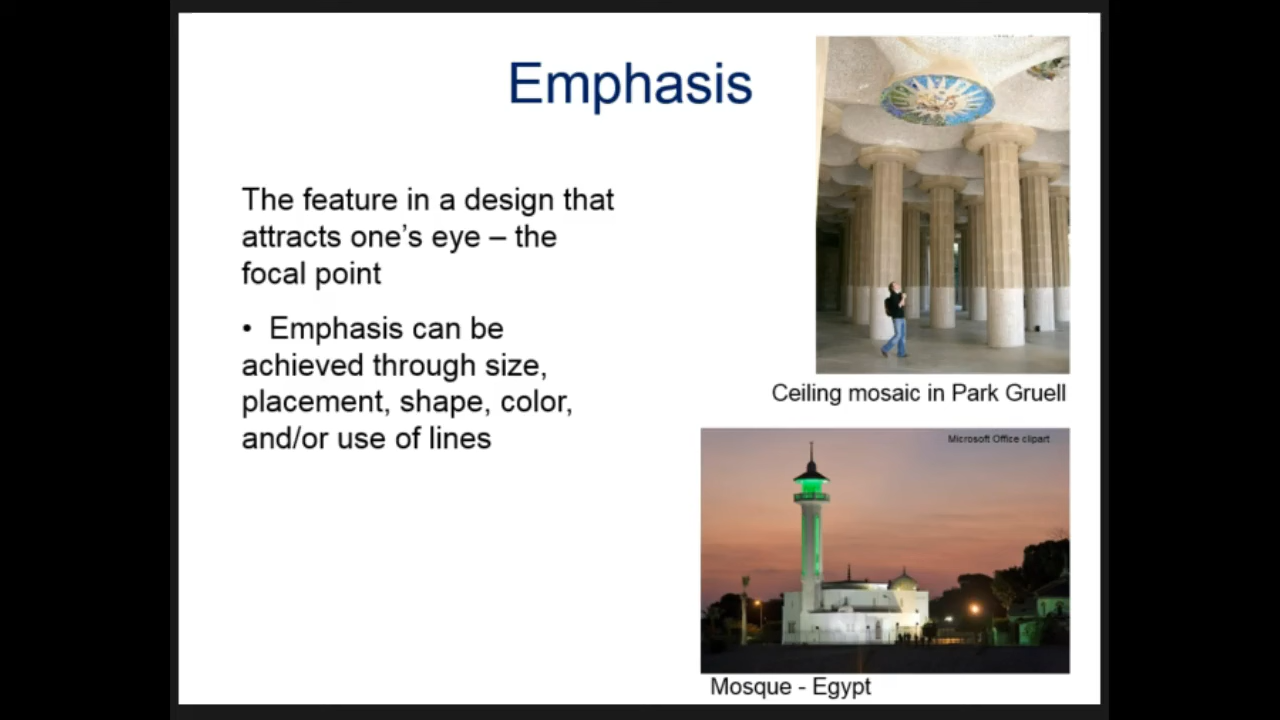 Emphasis
The feature in a design that
attracts one’s eye – the
focal point
• Emphasis can be
achieved through size,
placement, shape, color,
and/or use of lines
Ceiling mosaic in Park Gruell
Microsoft Office clipart
Mosque - Egypt